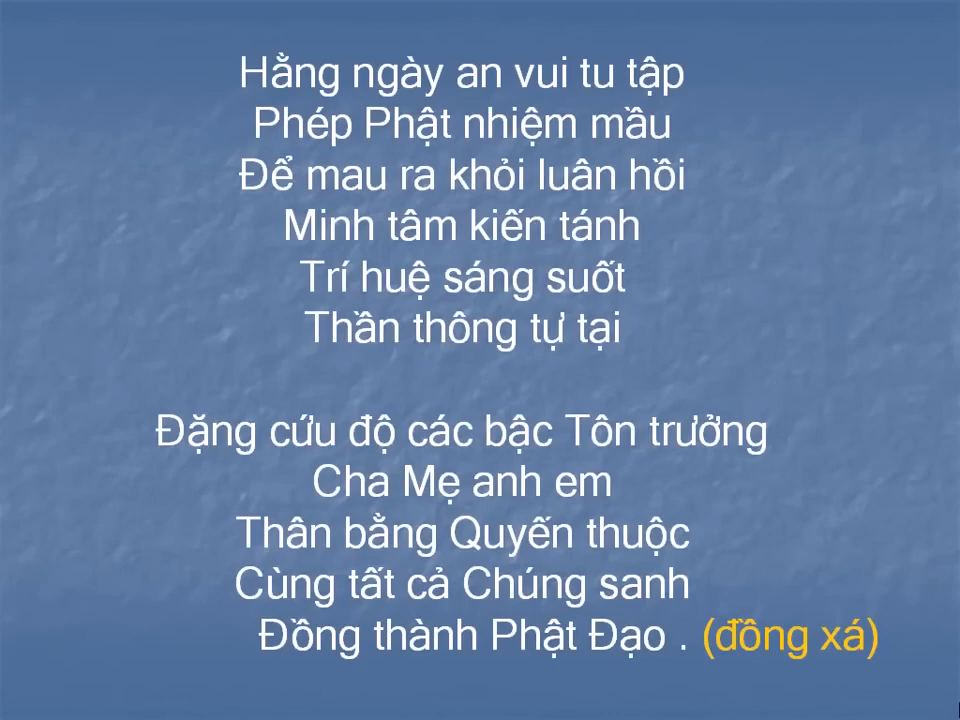 Hằng ngày an vui tu tập
Phép Phật nhiệm mầu
Để mau ra khỏi luân hồi
Minh tâm kiến tánh
Trí huệ sáng suốt
Thần thông tự tại
Đặng cứu độ các bậc Tôn trưởng
Cha Mẹ anh em
Thân bằng Quyến thuộc
Cùng tất cả Chúng sanh
Đồng thành Phật Đạo . (đồng xá)